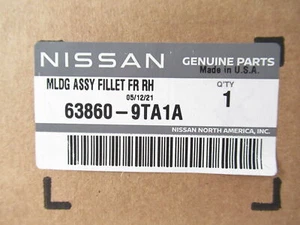 NISSAN GENUINE PARTS
Made in U.S.A.
MLDG ASSY FILLET FR RH
05/12/21
Q'TY
63860-9TA1A 1
NISSAN NORTH AMERICA, INC.